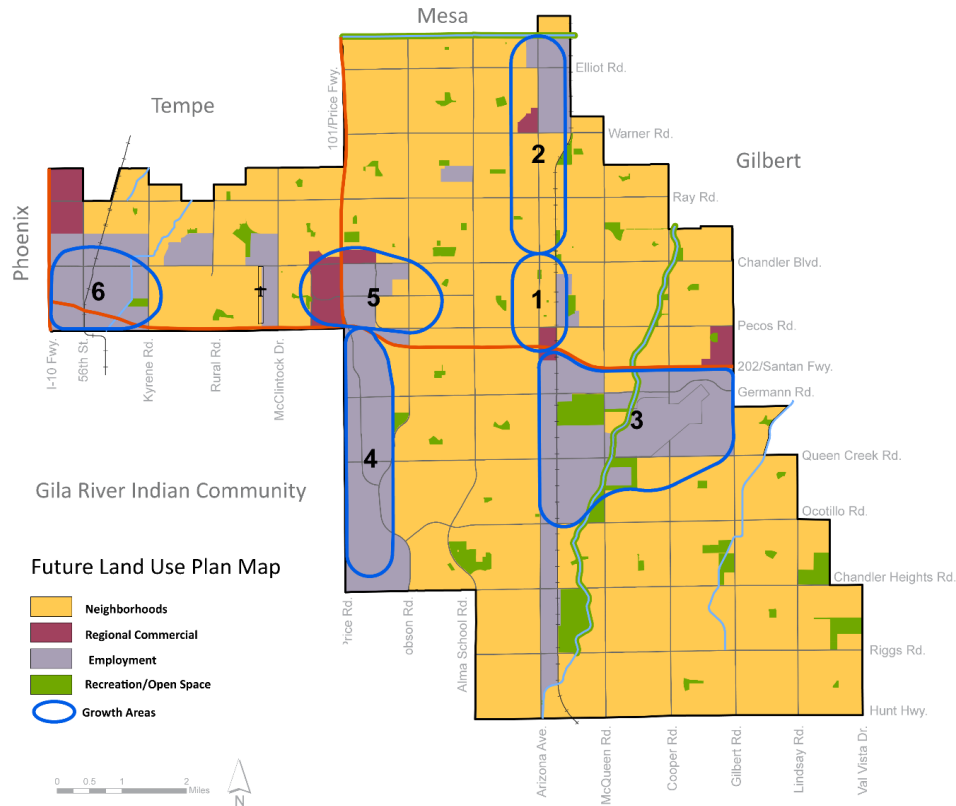 Mesa
Elliot Rd.
Tempe
101/Price Fwy.
Warner Rd.
2
Gilbert
Ray Rd.
Phoenix
Chandler Blvd.
6
5
1
Pecos Rd.
I-10 Fwy.
56th St.
Kyrene Rd.
Rural Rd.
McClintock Dr.
202/Santan Fwy.
Germann Rd.
3
4
Queen Creek Rd.
Gila River Indian Community
Ocotillo Rd.
Future Land Use Plan Map
Chandler Heights Rd.
Neighborhoods
Regional Commercial
Employment
Recreation/Open Space
Growth Areas
Price Rd.
obson Rd.
Alma School Rd.
Riggs Rd.
Hunt Hwy.
Arizona Ave.
McQueen Rd.
Cooper Rd.
Gilbert Rd.
Lindsay Rd.
Val Vista Dr.
0 0.5 1 2
Miles
N